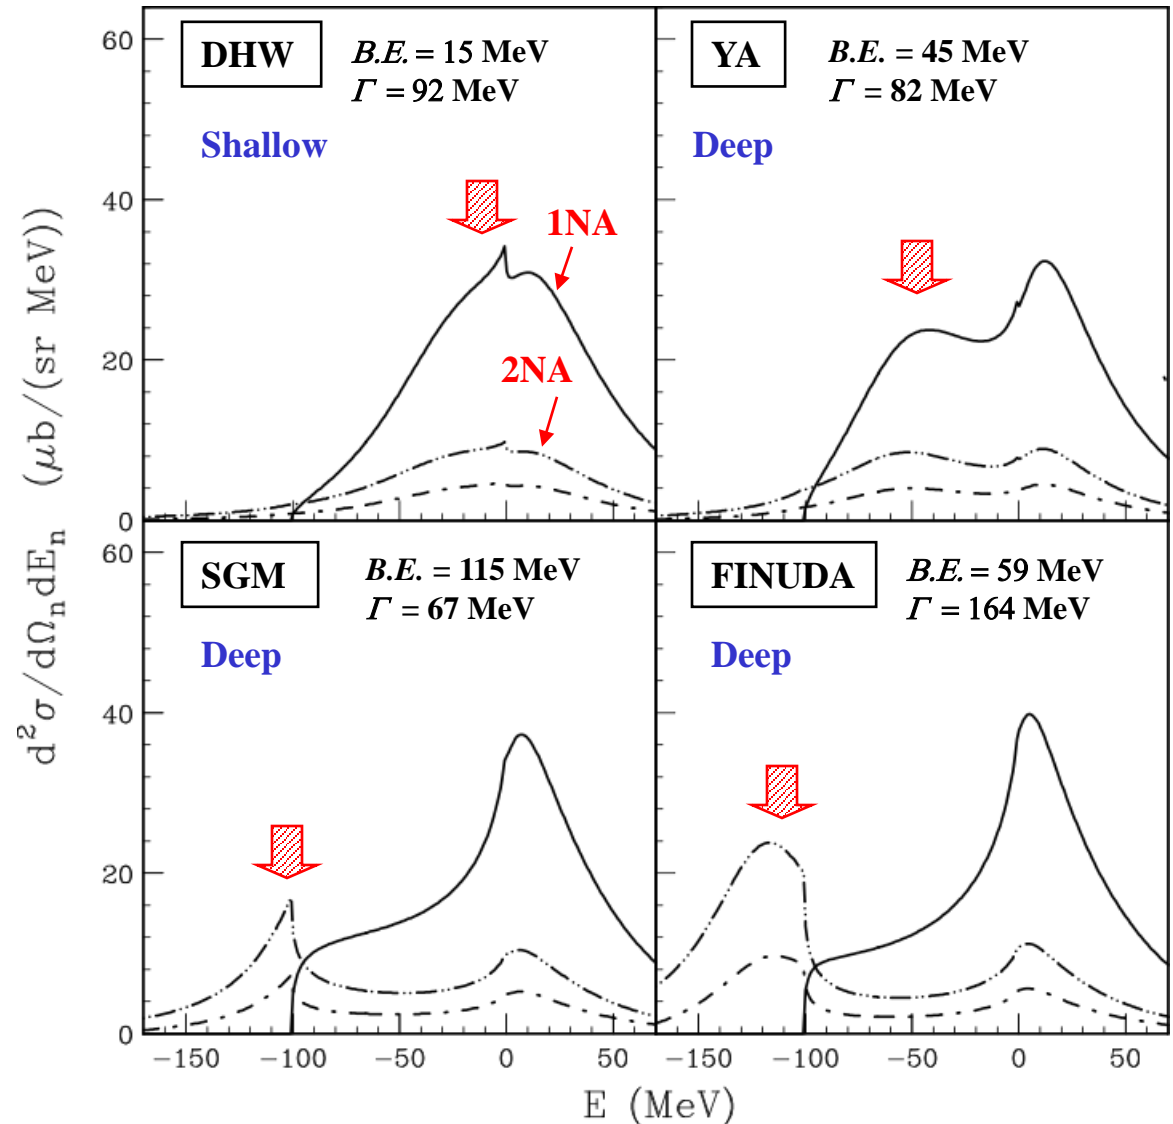 DHW
B.E. = 15 MeV
Γ = 92 MeV
Shallow
1NA
2NA
YA
B.E. = 45 MeV
Γ = 82 MeV
Deep
SGM
B.E. = 115 MeV
Γ = 67 MeV
Deep
FINUDA
B.E. = 59 MeV
Γ = 164 MeV
Deep
60
40
20
0
60
40
20
0
−150 −100 −50 0 50
−150 −100 −50 0 50
E (MeV)
d²σ/dΩₙdEₙ (μb/(sr MeV))